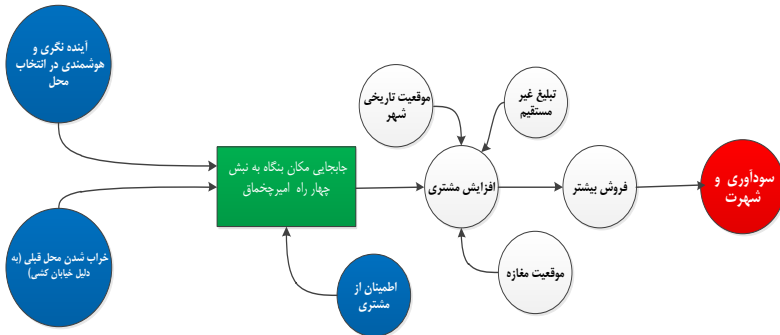 آینده نگری و
هوشمندی در انتخاب
محل
موقعیت تاریخی
شهر
تبلیغ غیر
مستقیم
جابجایی مکان بنگاه به نبش
چهار راه امیرچخماق
افزایش مشتری
فروش بیشتر
سودآوری و
شهرت
خراب شدن محل قبلی (به
دلیل خیابان کشی)
اطمینان از
مشتری
موقعیت مغازه